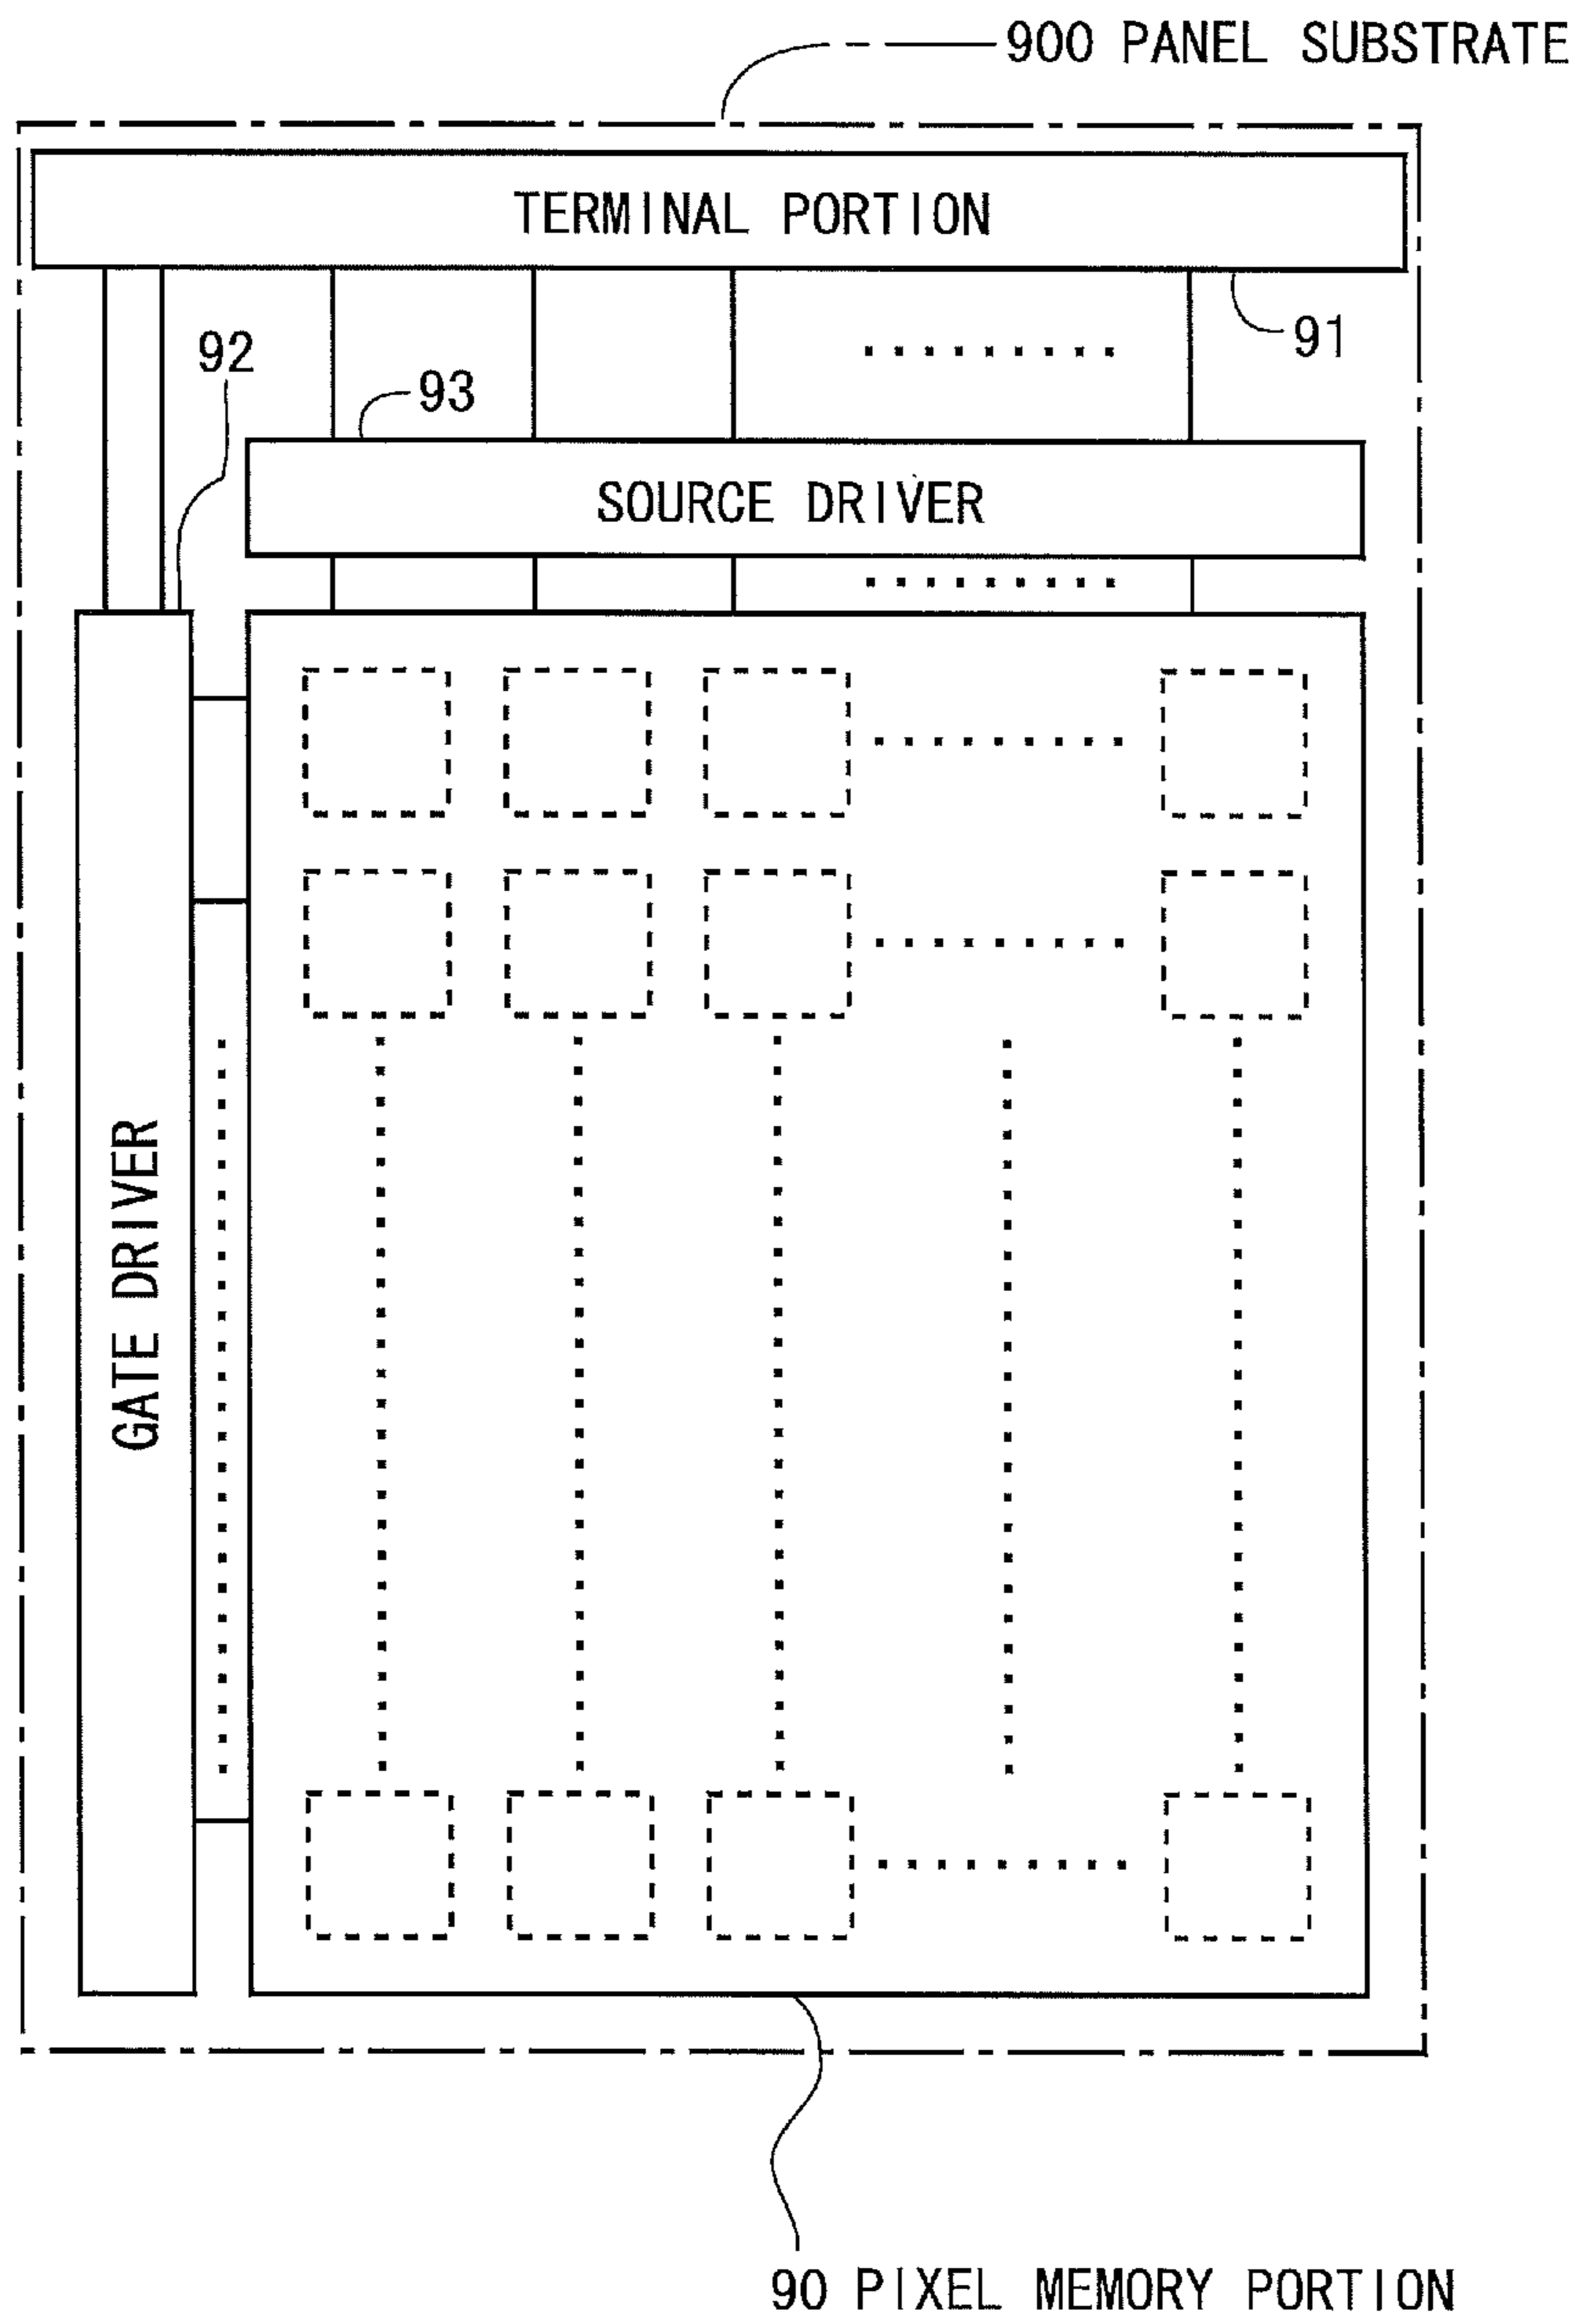 900 PANEL SUBSTRATE
TERMINAL PORTION
91
92
93
SOURCE DRIVER
GATE DRIVER
90 PIXEL MEMORY PORTION